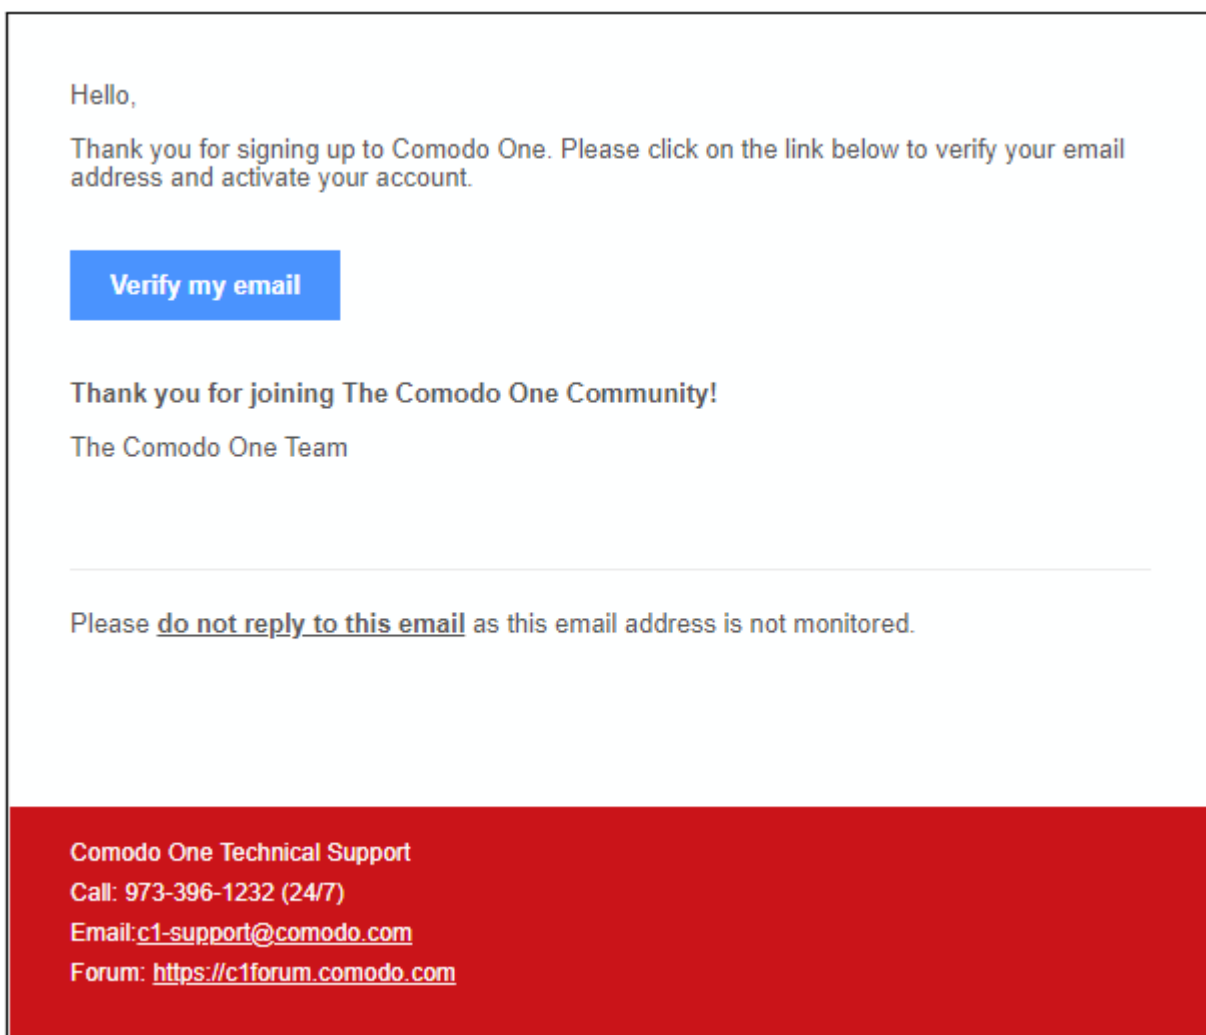 Hello,
Thank you for signing up to Comodo One. Please click on the link below to verify your email
address and activate your account.
Verify my email
Thank you for joining The Comodo One Community!
The Comodo One Team
Please do not reply to this email as this email address is not monitored.
Comodo One Technical Support
Call: 973-396-1232 (24/7)
Email:c1-support@comodo.com
Forum: https://c1forum.comodo.com